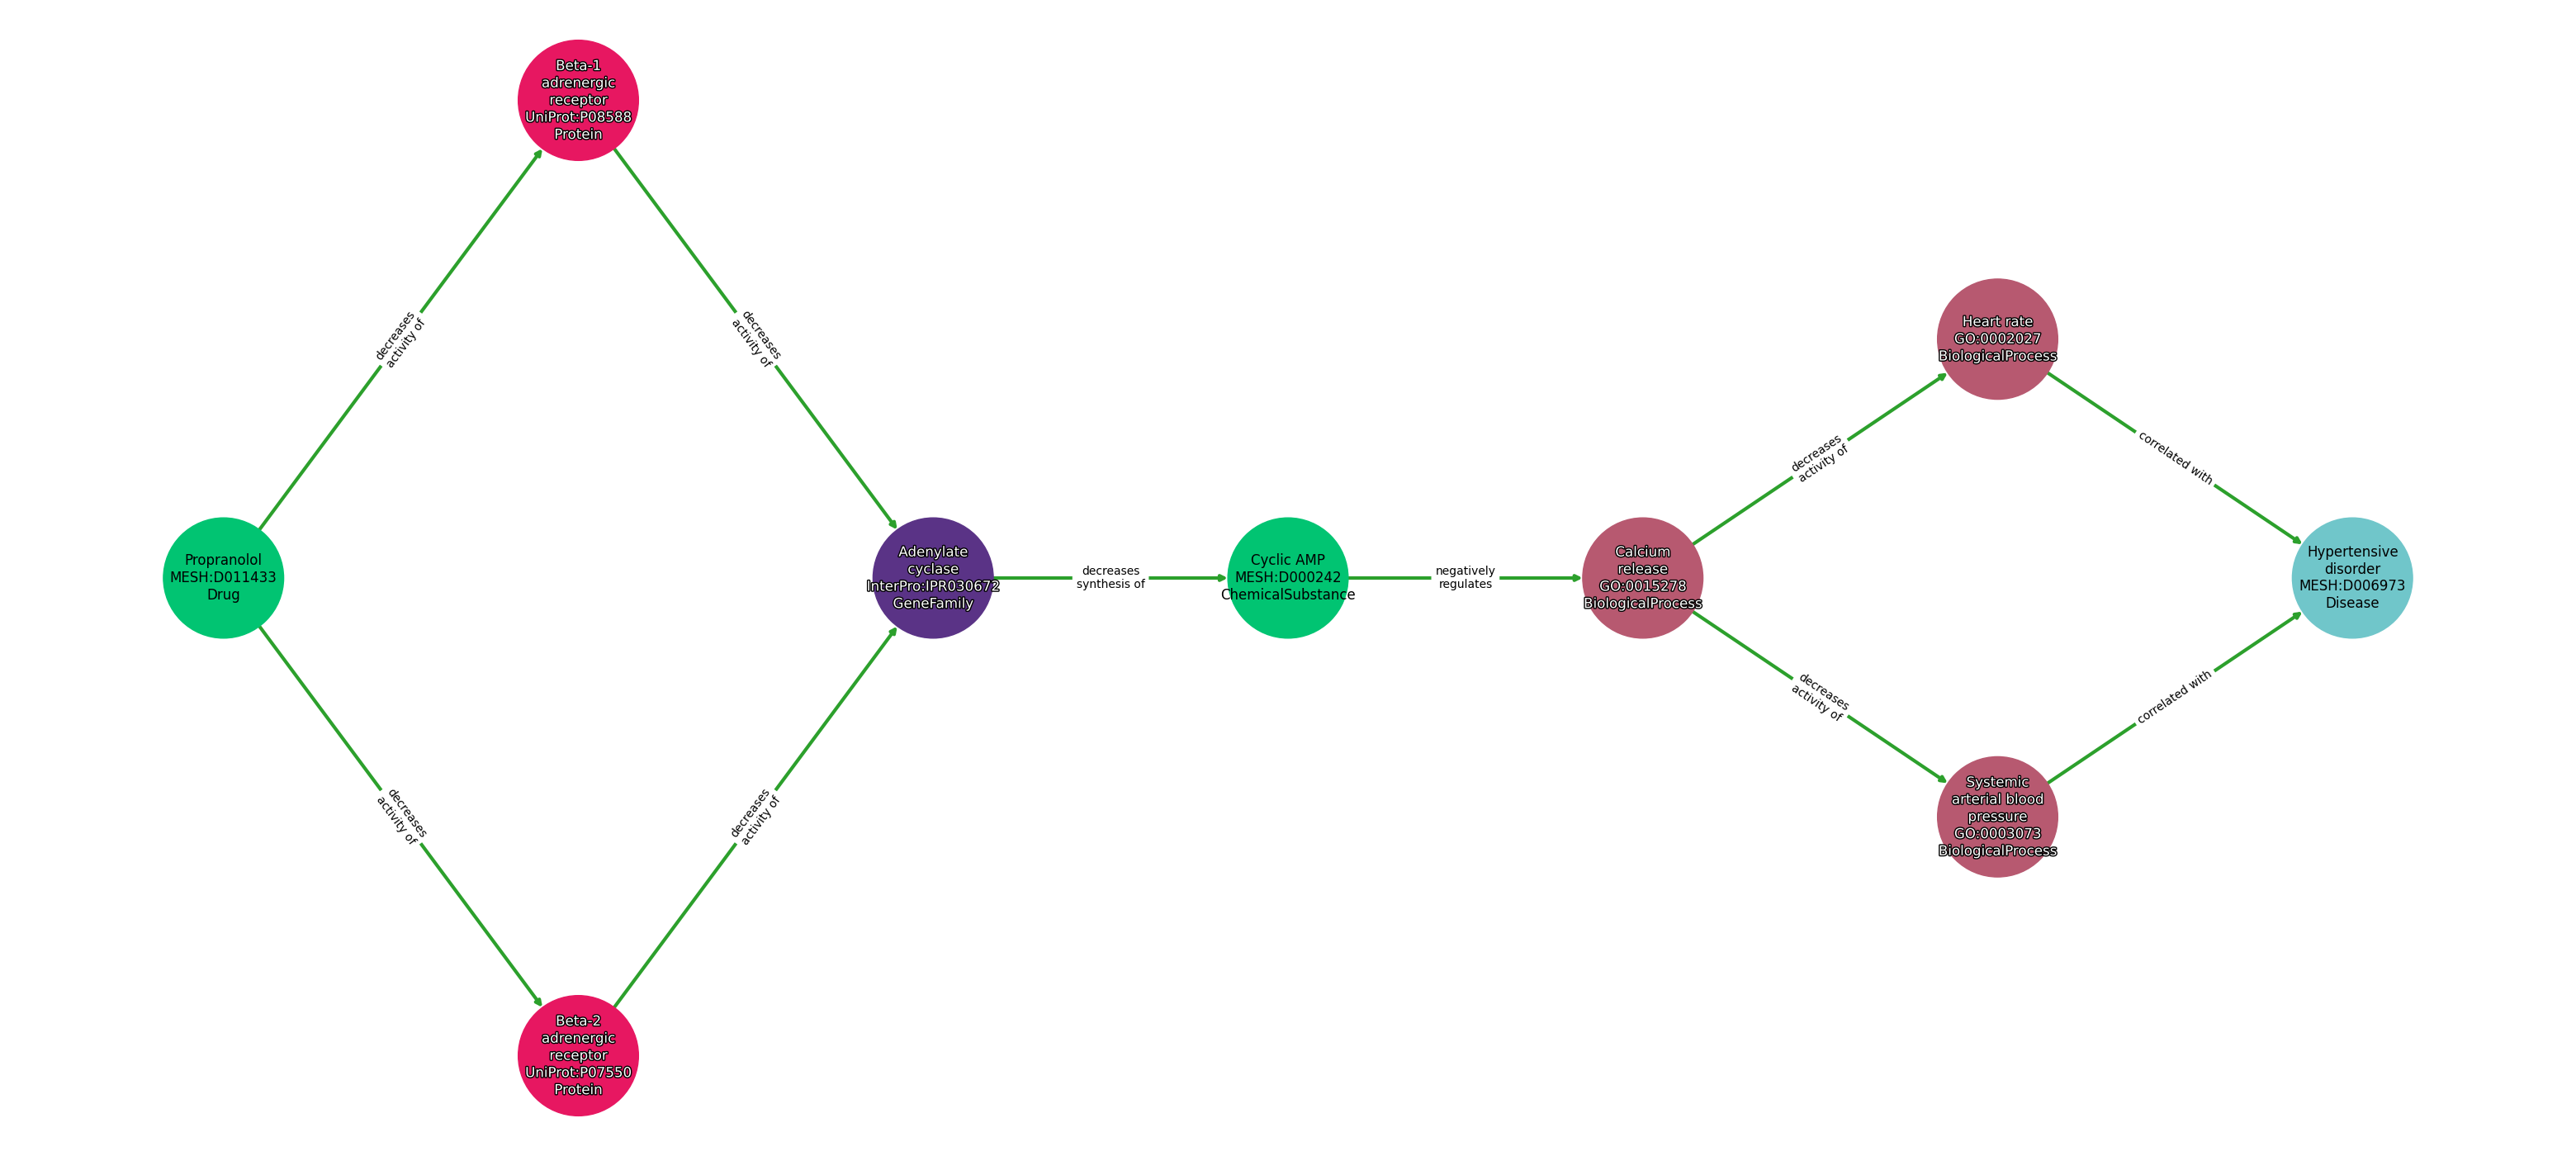 Beta-1
adrenergic
receptor
UniProt:P08588
Protein
decreases
activity of
decreases
activity of
Propranolol
MESH:D011433
Drug
Adenylate
cyclase
InterPro:IPR030672
GeneFamily
decreases
synthesis of
Cyclic AMP
MESH:D000242
ChemicalSubstance
negatively
regulates
Calcium
release
GO:0015278
BiologicalProcess
decreases
activity of
Heart rate
GO:0002027
BiologicalProcess
correlated with
Hypertensive
disorder
MESH:D006973
Disease
decreases
activity of
Systemic
arterial blood
pressure
GO:0003073
BiologicalProcess
correlated with
decreases
activity of
decreases
activity of
Beta-2
adrenergic
receptor
UniProt:P07550
Protein